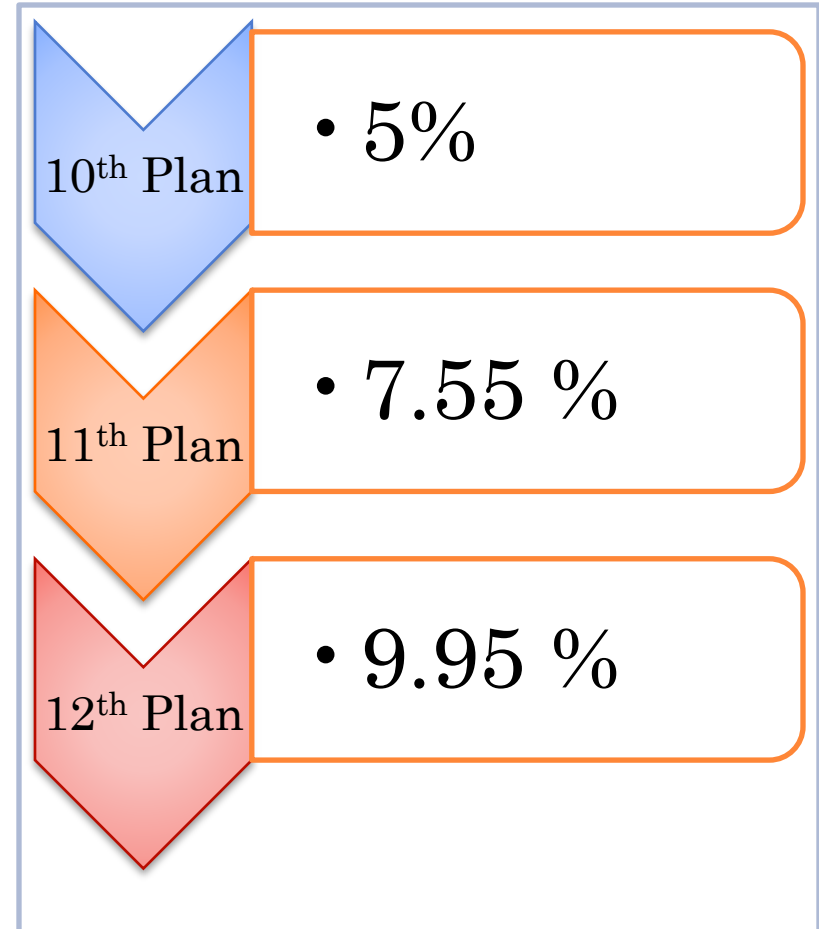 10th Plan
• 5%
11th Plan
• 7.55 %
12th Plan
• 9.95 %